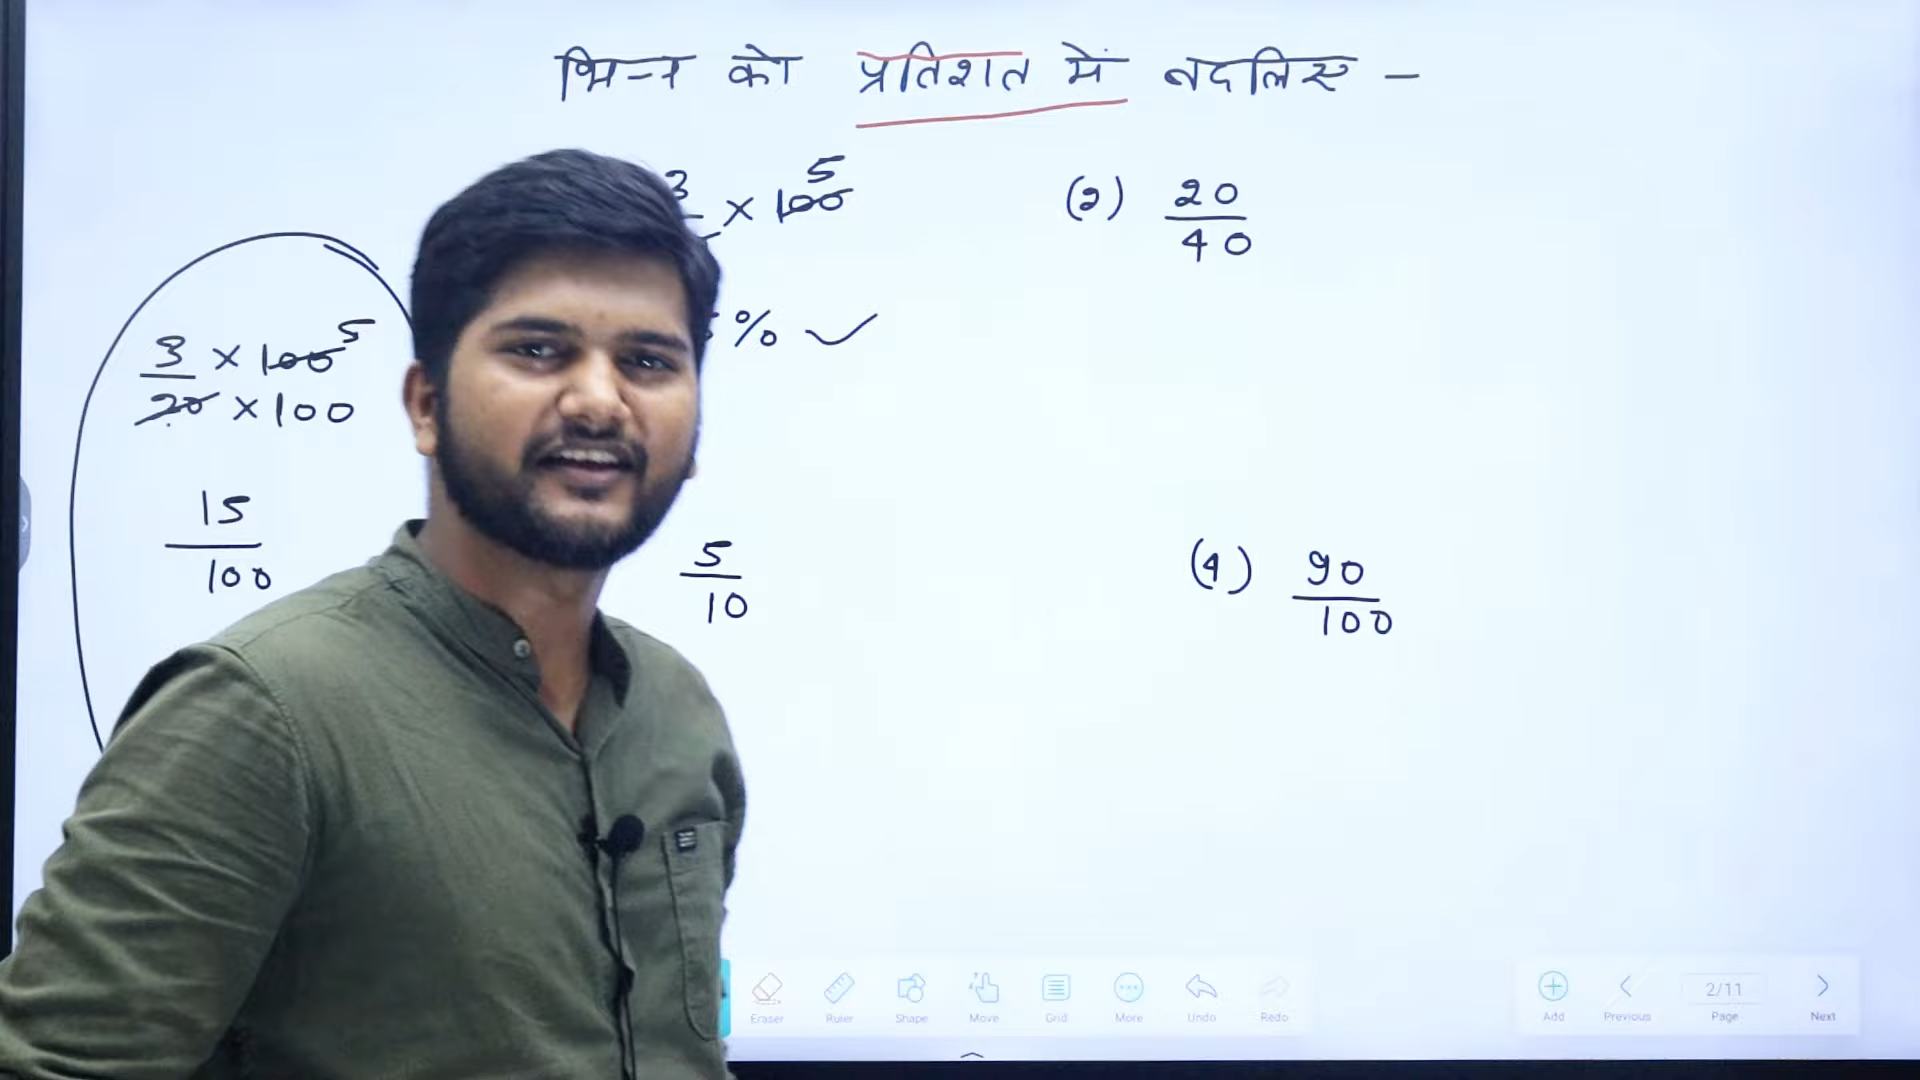 भिन्न को प्रतिशत में बदलिए -
3 × 100 5
% ✓
(2) 20
40
3 × 100 5
20 × 100
15
100
5
10
(4) 90
100
Eraser Ruler Shape Move Grid More Undo Redo
Add Previous 2/11 Page Next